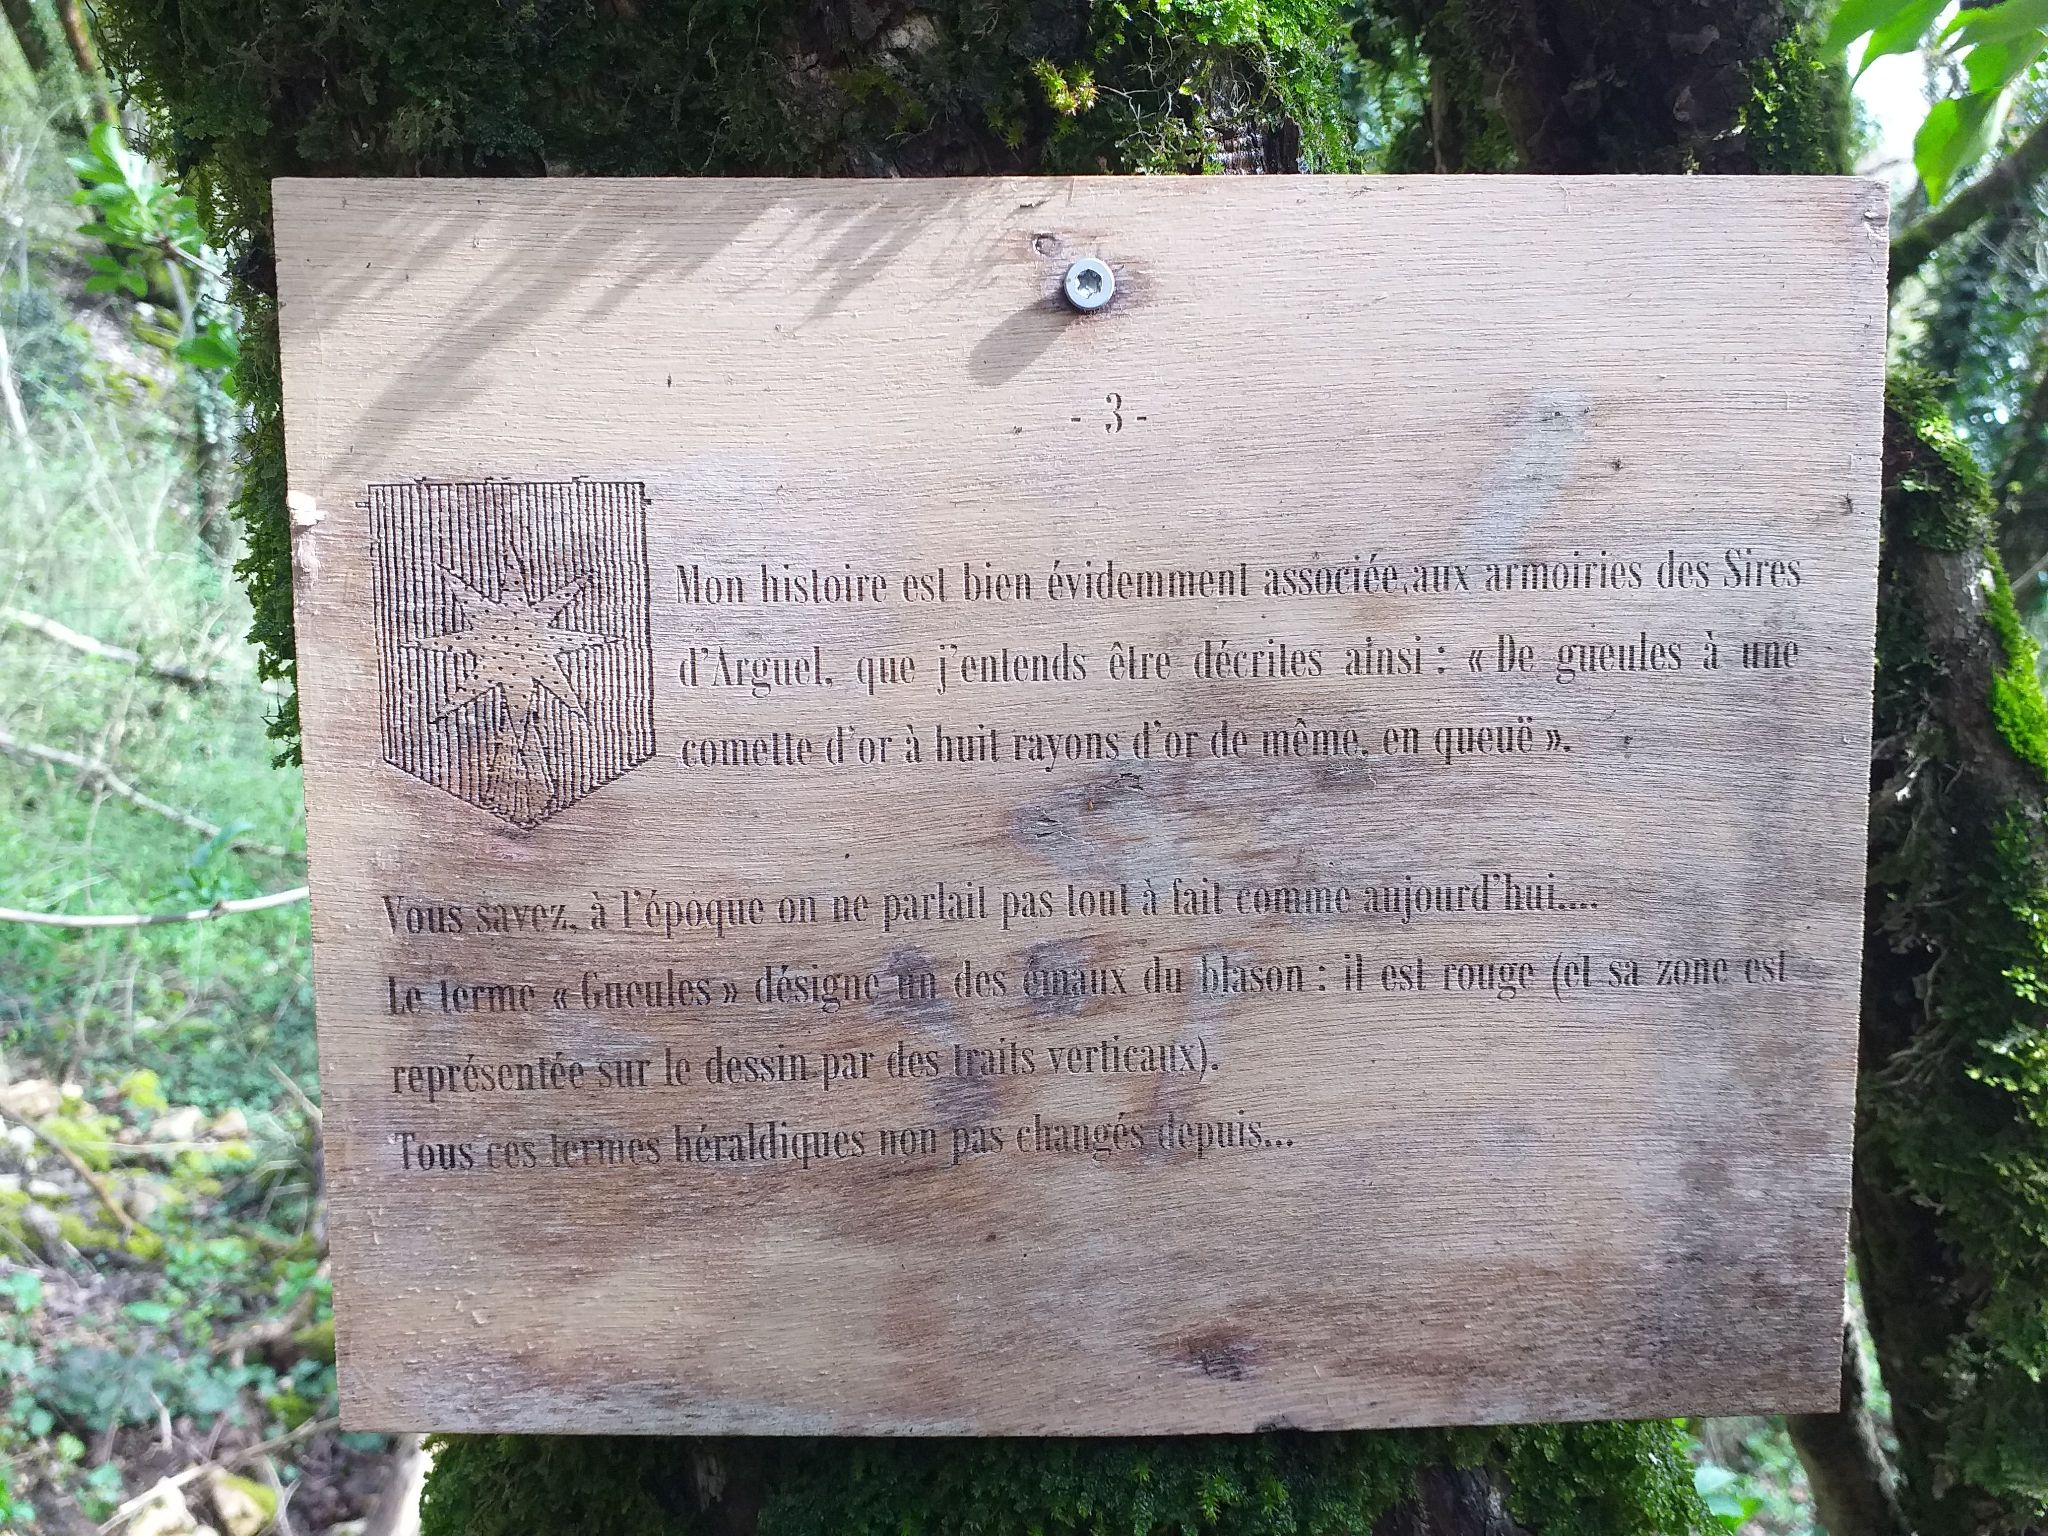 - 3 -
Mon histoire est bien évidemment associée aux armoiries des Sires
d'Arguel, que j'entends être décrites ainsi : « De gueules à une
comette d'or à huit rayons d'or de même, en queuë ».
Vous savez, à l'époque on ne parlait pas tout à fait comme aujourd'hui....
Le terme « Gueules » désigne un des émaux du blason : il est rouge (et sa zone est
représentée sur le dessin par des traits verticaux).
Tous ces termes héraldiques non pas changés depuis...